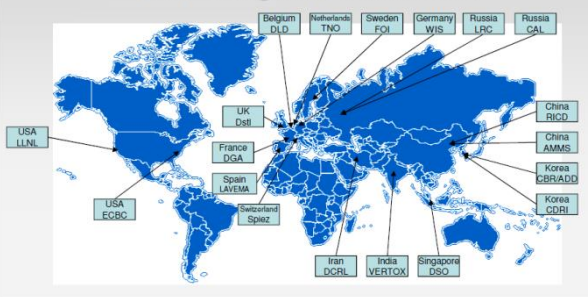 Belgium
DLD
Netherlands
TNO
Sweden
FOI
Germany
WIS
Russia
LRC
Russia
CAL
UK
Dstl
China
RICD
USA
LLNL
China
AMMS
France
DGA
Korea
CBR/ADD
Spain
LAVEMA
USA
ECBC
Switzerland
Spiez
Korea
CDRI
Iran
DCRL
India
VERTOX
Singapore
DSO